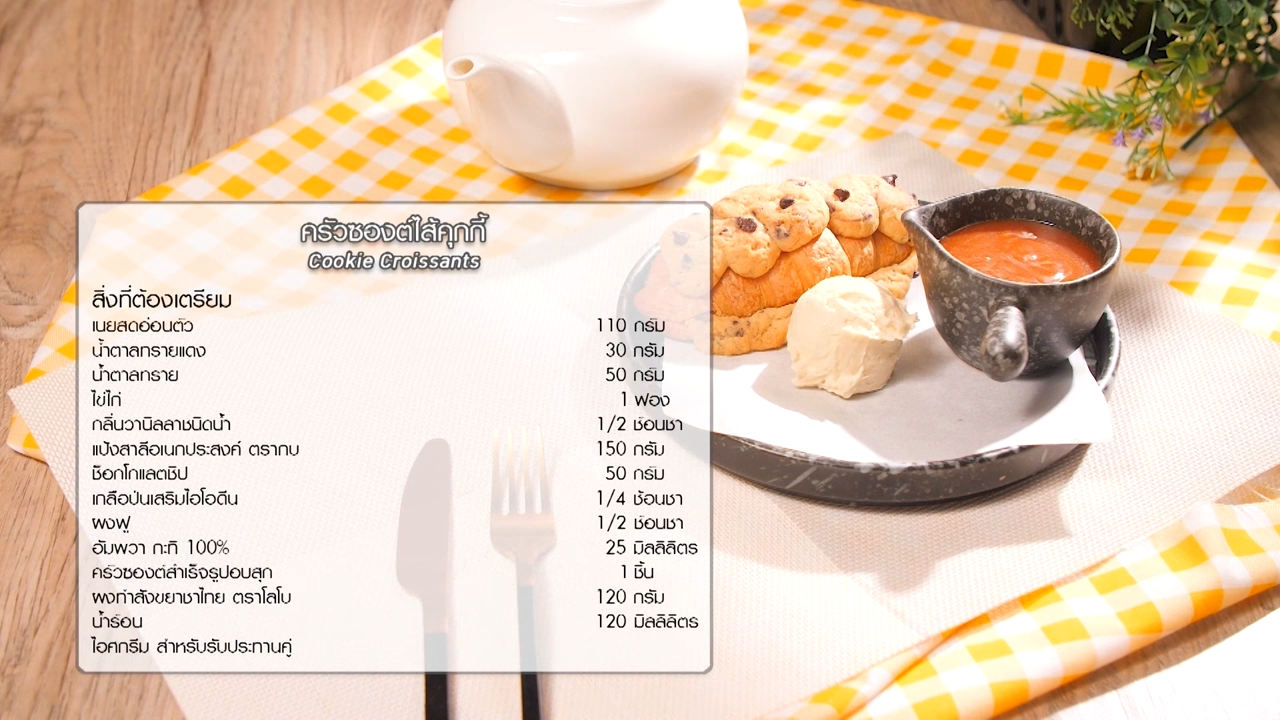 ครัวซองต์ไส้คุกกี้
Cookie Croissants
สิ่งที่ต้องเตรียม
เนยสดอ่อนตัว 110 กรัม
น้ำตาลทรายแดง 30 กรัม
น้ำตาลทราย 50 กรัม
ไข่ไก่ 1 ฟอง
กลิ่นวานิลลาชนิดน้ำ 1/2 ช้อนชา
แป้งสาลีอเนกประสงค์ ตรากบ 150 กรัม
ช็อกโกแลตชิป 50 กรัม
เกลือป่นเสริมไอโอดีน 1/4 ช้อนชา
ผงฟู 1/2 ช้อนชา
อัมพวา กะทิ 100% 25 มิลลิลิตร
ครัวซองต์สำเร็จรูปอบสุก 1 ชิ้น
ผงกำลังขยาชาไทย ตราโลโบ 120 กรัม
น้ำร้อน 120 มิลลิลิตร
ไอศกรีม สำหรับรับประทานคู่